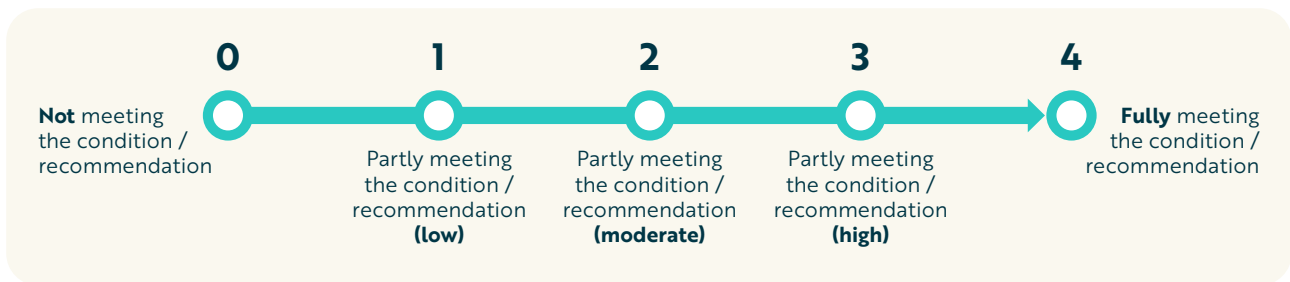 0
1
2
3
4
Not meeting
the condition /
recommendation
Partly meeting
the condition /
recommendation
(low)
Partly meeting
the condition /
recommendation
(moderate)
Partly meeting
the condition /
recommendation
(high)
Fully meeting
the condition /
recommendation